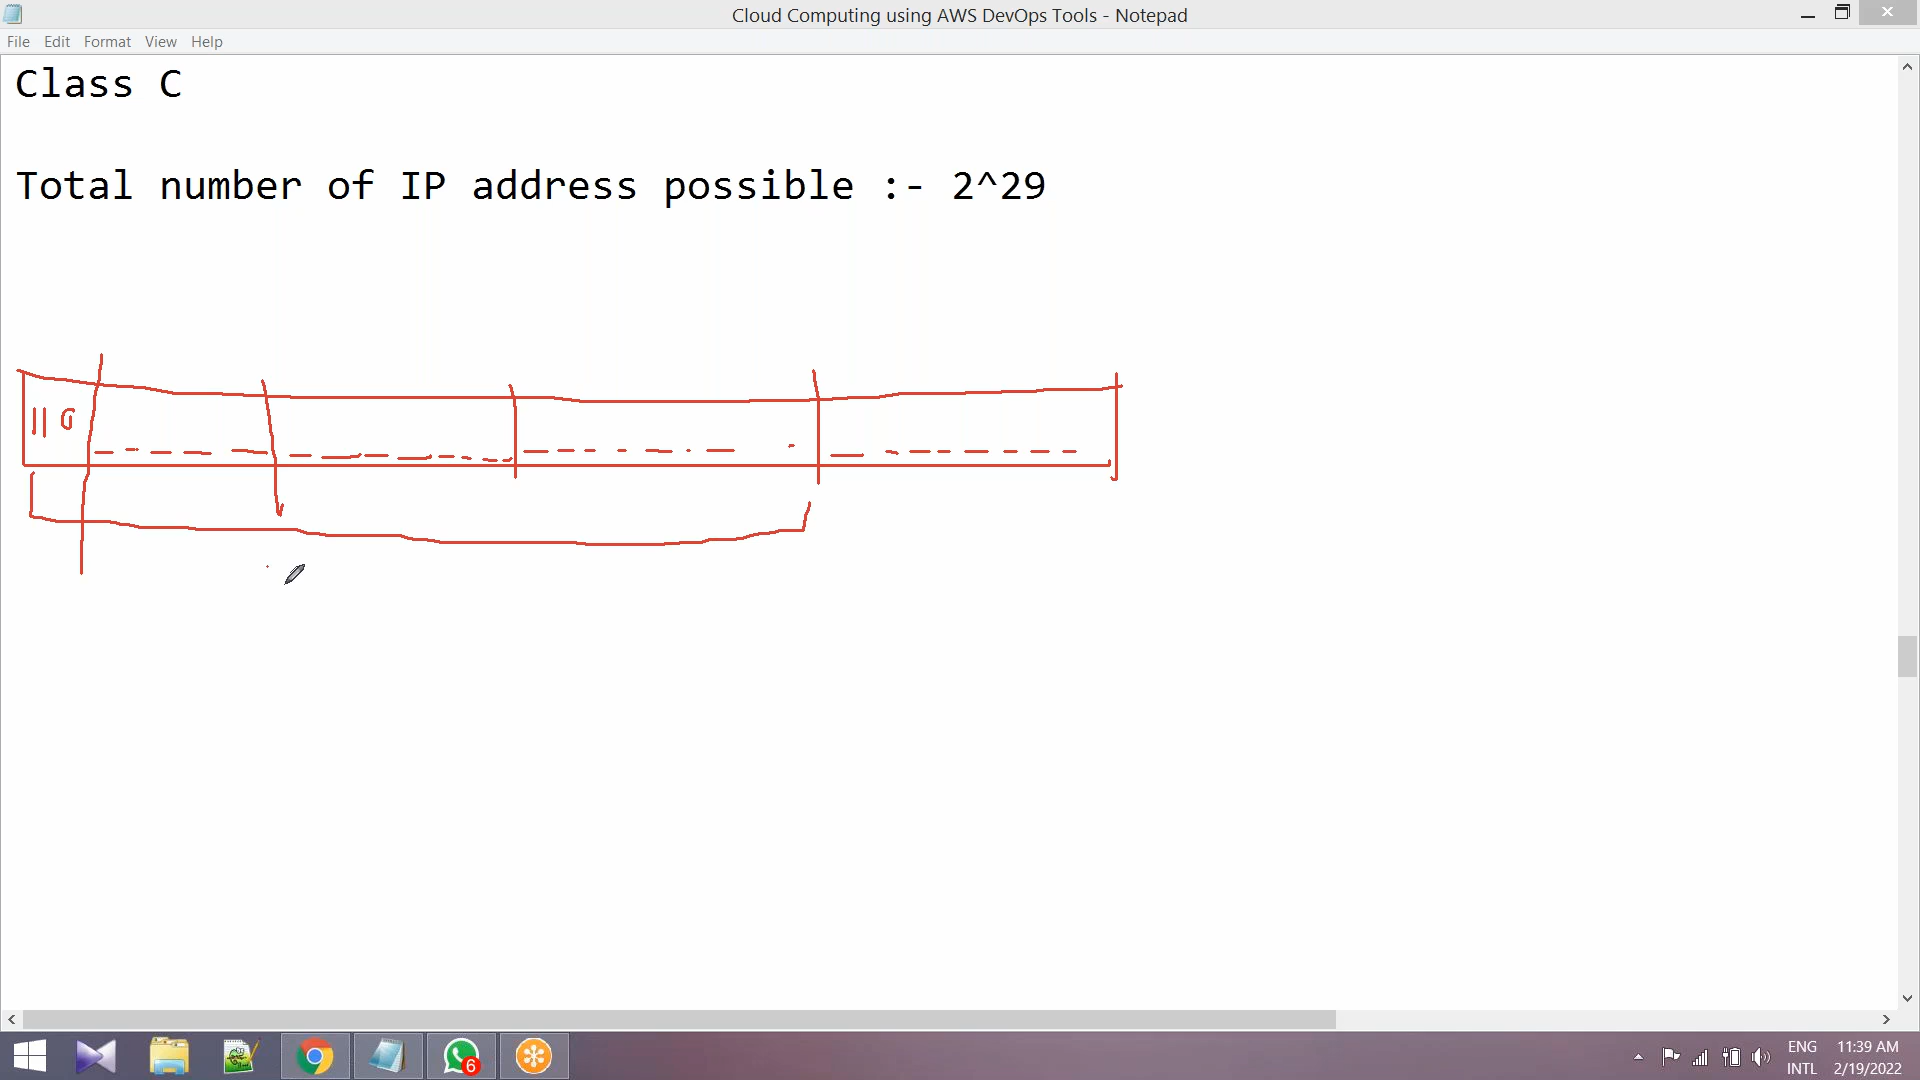 Cloud Computing using AWS DevOps Tools - Notepad
File Edit Format View Help
Class C
Total number of IP address possible :- 2^29
110
6
ENG 11:39 AM
INTL 2/19/2022